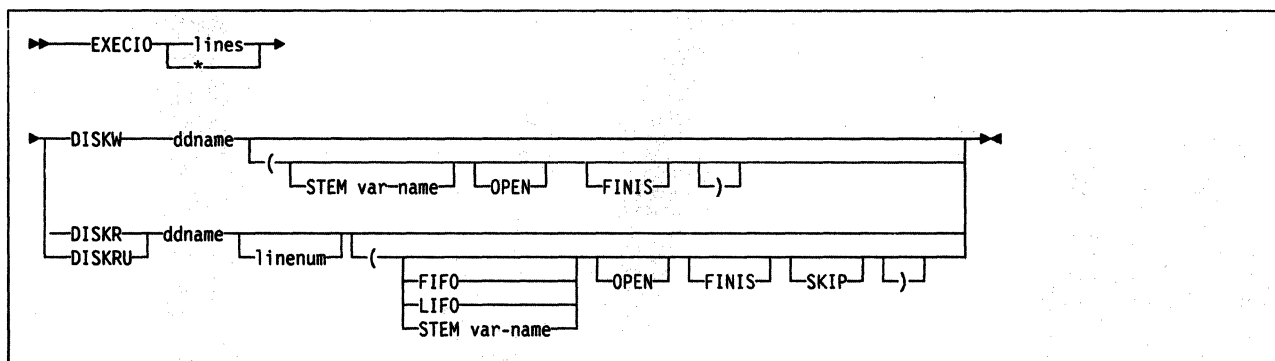 EXECIO lines
*
DISKW ddname
(
STEM var-name OPEN FINIS )
DISKR ddname
DISKRU linenum (
FIFO OPEN FINIS SKIP )
LIFO
STEM var-name